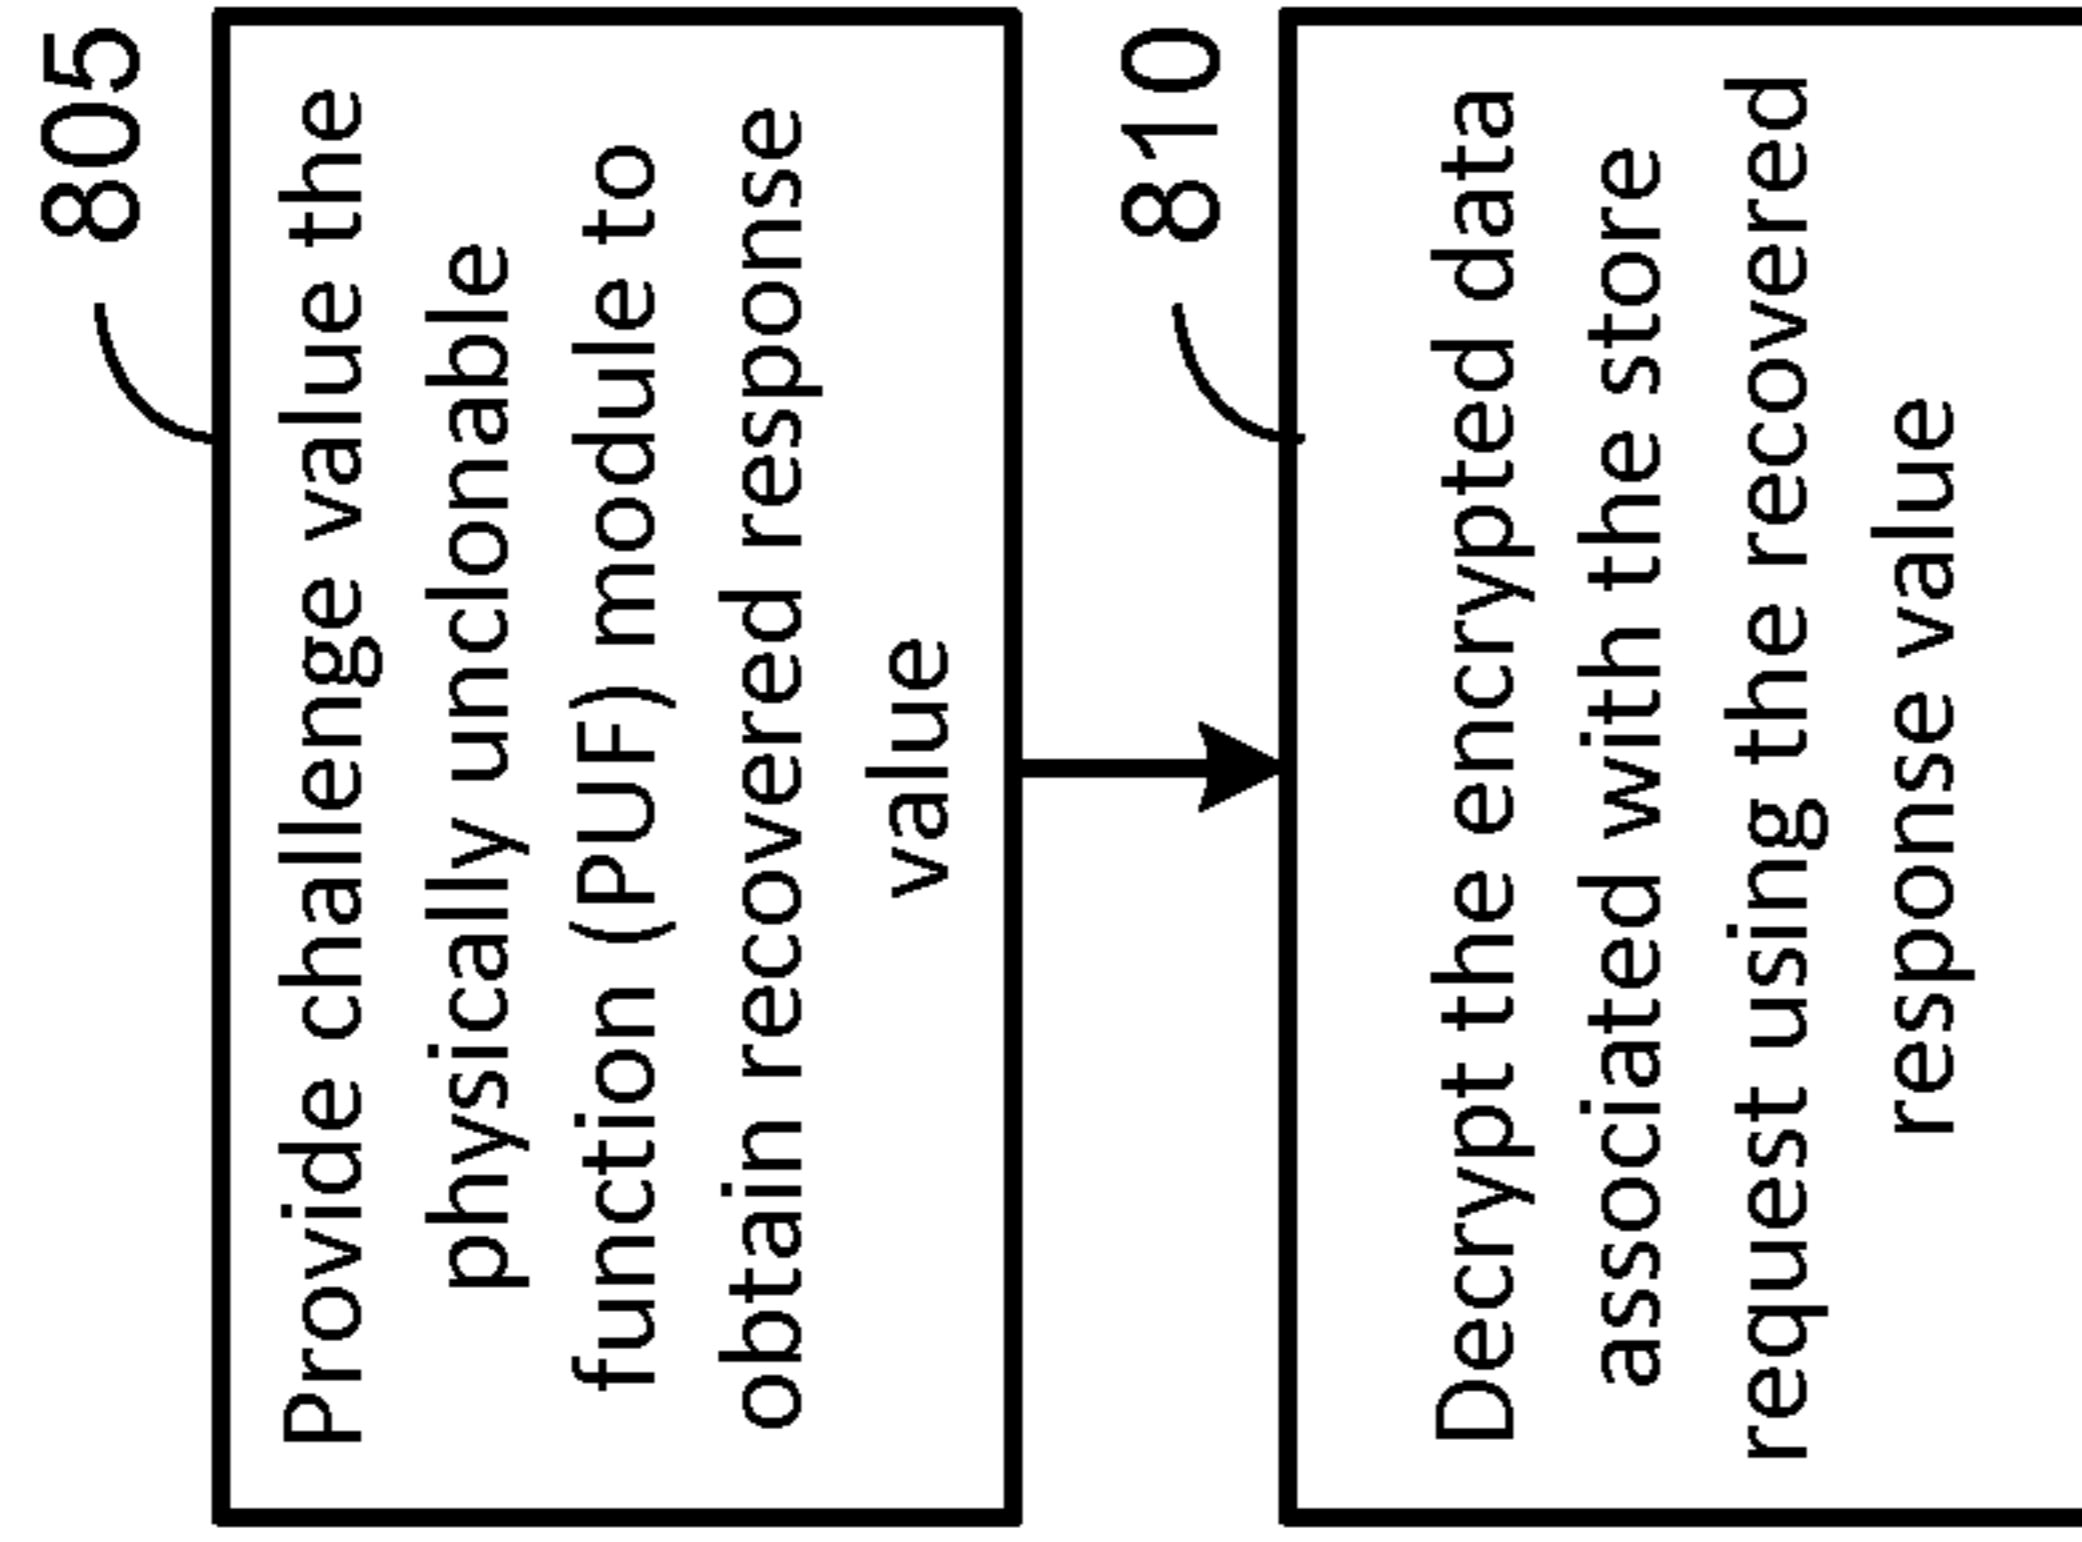 805
Provide challenge value the
physically unclonable
function (PUF) module to
obtain recovered response
value
810
Decrypt the encrypted data
associated with the store
request using the recovered
response value